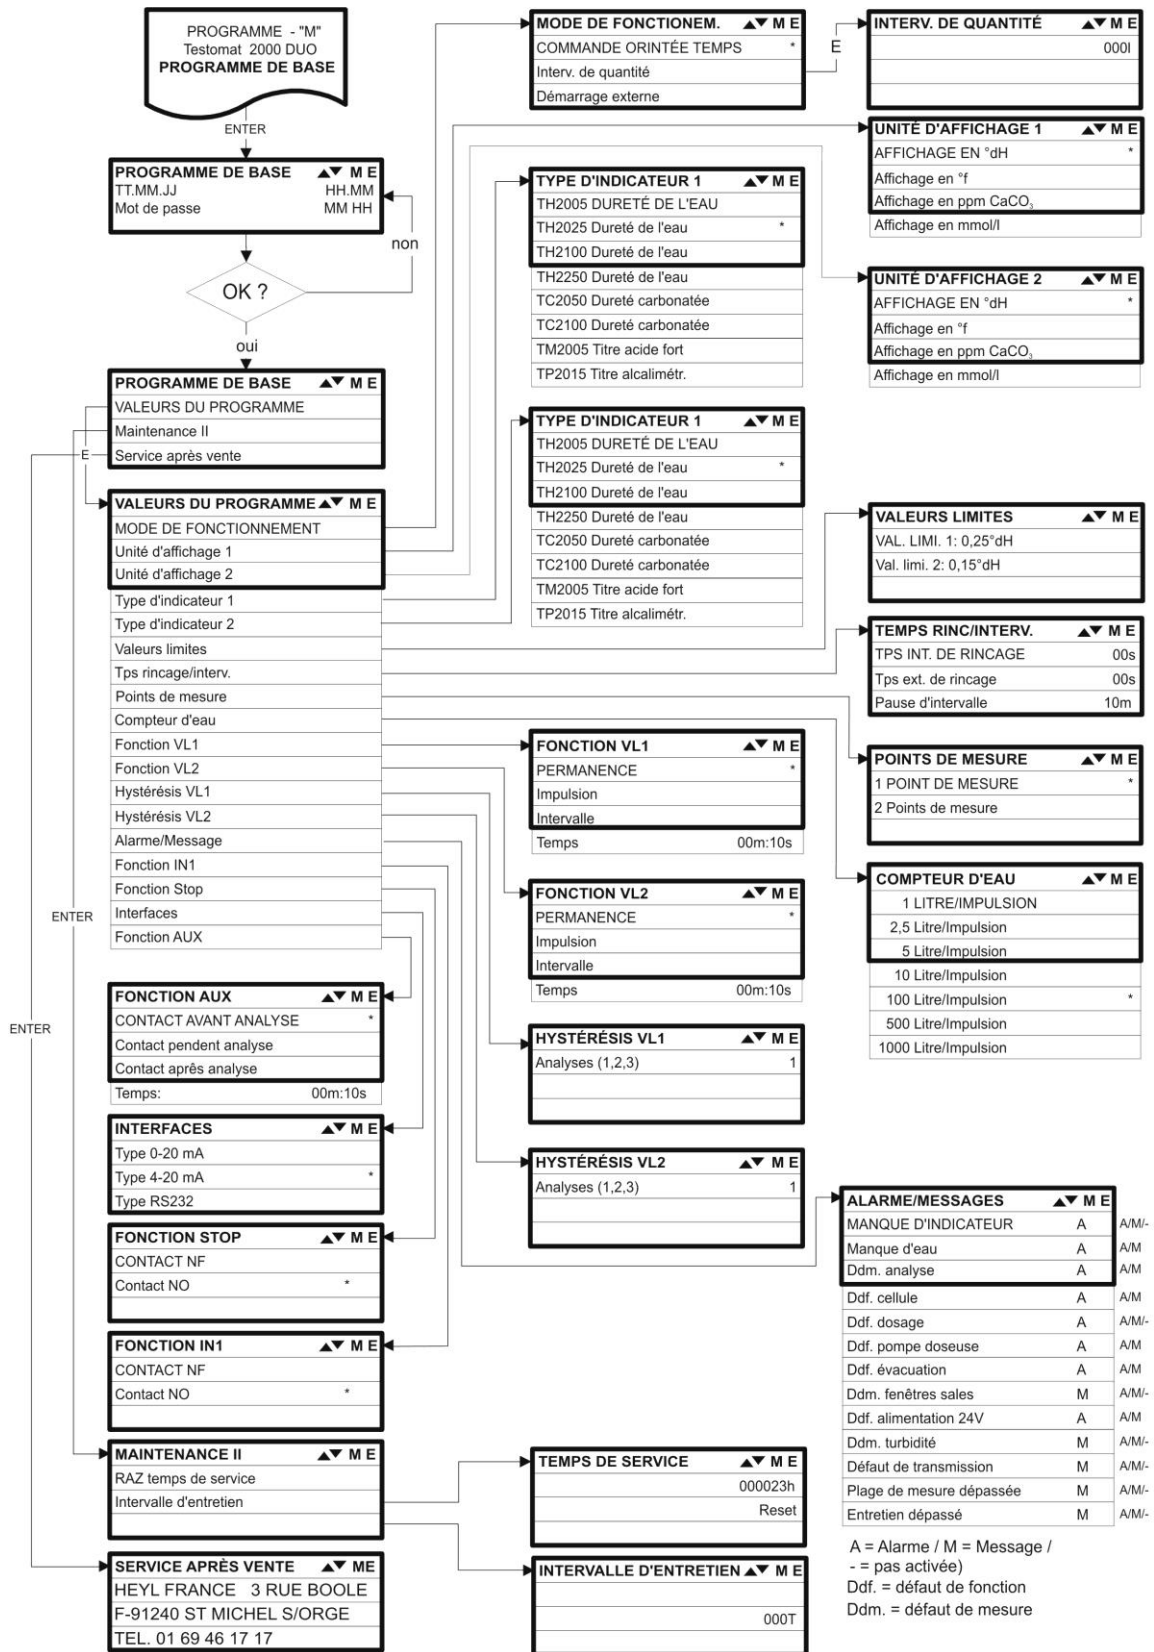 PROGRAMME - "M"
Testomat 2000 DUO
PROGRAMME DE BASE
ENTER
PROGRAMME DE BASE ▲▼ M E
TT.MM.JJ HH.MM
Mot de passe MM HH
non
OK ?
oui
PROGRAMME DE BASE ▲▼ M E
VALEURS DU PROGRAMME
Maintenance II
Service après vente
E
VALEURS DU PROGRAMME ▲▼ M E
MODE DE FONCTIONNEMENT
Unité d'affichage 1
Unité d'affichage 2
Type d'indicateur 1
Type d'indicateur 2
Valeurs limites
Tps rincage/interv.
Points de mesure
Compteur d'eau
Fonction VL1
Fonction VL2
Hystérésis VL1
Hystérésis VL2
Alarme/Message
Fonction IN1
Fonction Stop
Interfaces
Fonction AUX
ENTER
ENTER
FONCTION AUX ▲▼ M E
CONTACT AVANT ANALYSE *
Contact pendent analyse
Contact aprês analyse
Temps: 00m:10s
INTERFACES ▲▼ M E
Type 0-20 mA
Type 4-20 mA *
Type RS232
FONCTION STOP ▲▼ M E
CONTACT NF
Contact NO *
FONCTION IN1 ▲▼ M E
CONTACT NF
Contact NO *
MAINTENANCE II ▲▼ M E
RAZ temps de service
Intervalle d'entretien
SERVICE APRÈS VENTE ▲▼ ME
HEYL FRANCE 3 RUE BOOLE
F-91240 ST MICHEL S/ORGE
TEL. 01 69 46 17 17
MODE DE FONCTIONEM. ▲▼ M E
COMMANDE ORINTÉE TEMPS *
Interv. de quantité
Démarrage externe
E
TYPE D'INDICATEUR 1 ▲▼ M E
TH2005 DURETÉ DE L'EAU
TH2025 Dureté de l'eau *
TH2100 Dureté de l'eau
TH2250 Dureté de l'eau
TC2050 Dureté carbonatée
TC2100 Dureté carbonatée
TM2005 Titre acide fort
TP2015 Titre alcalimétr.
TYPE D'INDICATEUR 1 ▲▼ M E
TH2005 DURETÉ DE L'EAU
TH2025 Dureté de l'eau *
TH2100 Dureté de l'eau
TH2250 Dureté de l'eau
TC2050 Dureté carbonatée
TC2100 Dureté carbonatée
TM2005 Titre acide fort
TP2015 Titre alcalimétr.
FONCTION VL1 ▲▼ M E
PERMANENCE *
Impulsion
Intervalle
Temps 00m:10s
FONCTION VL2 ▲▼ M E
PERMANENCE *
Impulsion
Intervalle
Temps 00m:10s
HYSTÉRÉSIS VL1 ▲▼ M E
Analyses (1,2,3) 1
HYSTÉRÉSIS VL2 ▲▼ M E
Analyses (1,2,3) 1
TEMPS DE SERVICE ▲▼ M E
000023h
Reset
INTERVALLE D'ENTRETIEN ▲▼ M E
000T
INTERV. DE QUANTITÉ ▲▼ M E
000l
UNITÉ D'AFFICHAGE 1 ▲▼ M E
AFFICHAGE EN °dH *
Affichage en °f
Affichage en ppm CaCO₃
Affichage en mmol/l
UNITÉ D'AFFICHAGE 2 ▲▼ M E
AFFICHAGE EN °dH *
Affichage en °f
Affichage en ppm CaCO₃
Affichage en mmol/l
VALEURS LIMITES ▲▼ M E
VAL. LIMI. 1: 0,25°dH
Val. limi. 2: 0,15°dH
TEMPS RINC/INTERV. ▲▼ M E
TPS INT. DE RINCAGE 00s
Tps ext. de rincage 00s
Pause d'intervalle 10m
POINTS DE MESURE ▲▼ M E
1 POINT DE MESURE *
2 Points de mesure
COMPTEUR D'EAU ▲▼ M E
1 LITRE/IMPULSION
2,5 Litre/Impulsion
5 Litre/Impulsion
10 Litre/Impulsion
100 Litre/Impulsion *
500 Litre/Impulsion
1000 Litre/Impulsion
ALARME/MESSAGES ▲▼ M E
MANQUE D'INDICATEUR A A/M/-
Manque d'eau A A/M
Ddm. analyse A A/M
Ddf. cellule A A/M
Ddf. dosage A A/M/-
Ddf. pompe doseuse A A/M
Ddf. évacuation A A/M
Ddm. fenêtres sales M A/M/-
Ddf. alimentation 24V A A/M
Ddm. turbidité M A/M/-
Défaut de transmission M A/M/-
Plage de mesure dépassée M A/M/-
Entretien dépassé M A/M/-
A = Alarme / M = Message /
- = pas activée)
Ddf. = défaut de fonction
Ddm. = défaut de mesure